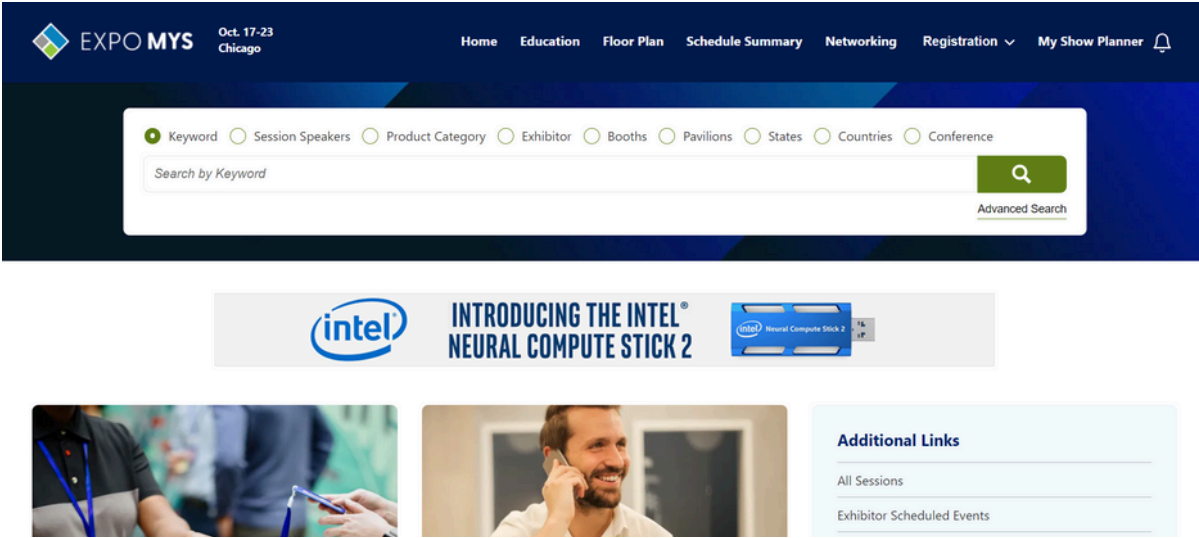 EXPO MYS
Oct. 17-23
Chicago
Home Education Floor Plan Schedule Summary Networking Registration My Show Planner
Keyword Session Speakers Product Category Exhibitor Booths Pavilions States Countries Conference
Search by Keyword
Advanced Search
intel
INTRODUCING THE INTEL®
NEURAL COMPUTE STICK 2
intel Neural Compute Stick 2
Additional Links
All Sessions
Exhibitor Scheduled Events